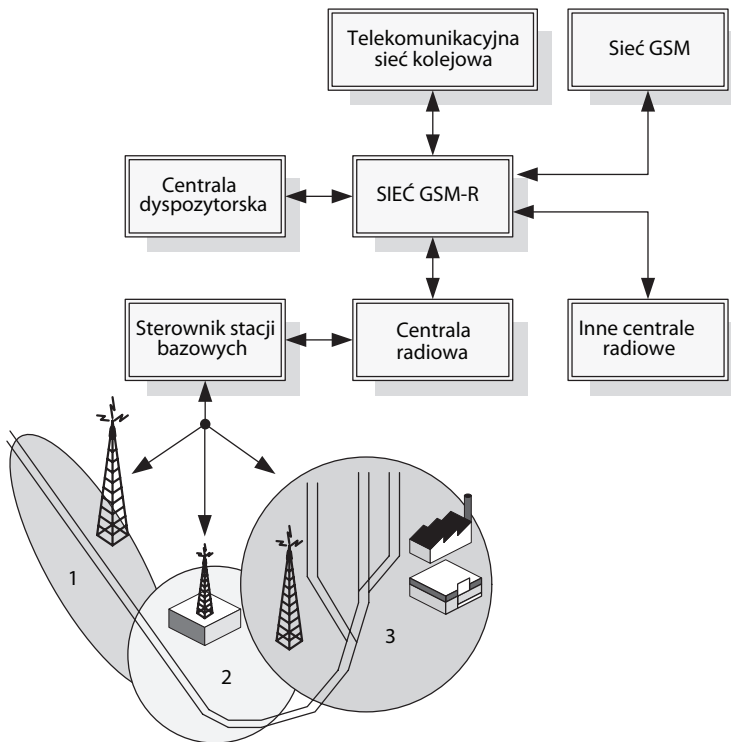 Telekomunikacyjna
sieć kolejowa
Sieć GSM
Centrala
dyspozytorska
SIEĆ GSM-R
Sterownik stacji
bazowych
Centrala
radiowa
Inne centrale
radiowe
1
2
3